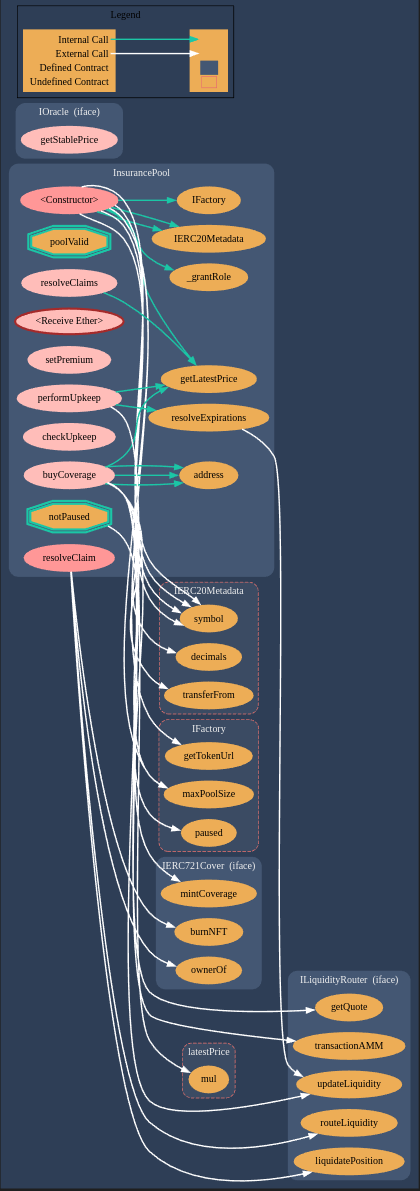 Legend
Internal Call
External Call
Defined Contract
Undefined Contract
IOracle (iface)
getStablePrice
InsurancePool
<Constructor>
IFactory
poolValid
IERC20Metadata
_grantRole
resolveClaims
<Receive Ether>
setPremium
getLatestPrice
performUpkeep
resolveExpirations
checkUpkeep
buyCoverage
address
notPaused
resolveClaim
IERC20Metadata
symbol
decimals
transferFrom
IFactory
getTokenUrl
maxPoolSize
paused
IERC721Cover (iface)
mintCoverage
burnNFT
ownerOf
ILiquidityRouter (iface)
getQuote
transactionAMM
latestPrice
mul
updateLiquidity
routeLiquidity
liquidatePosition